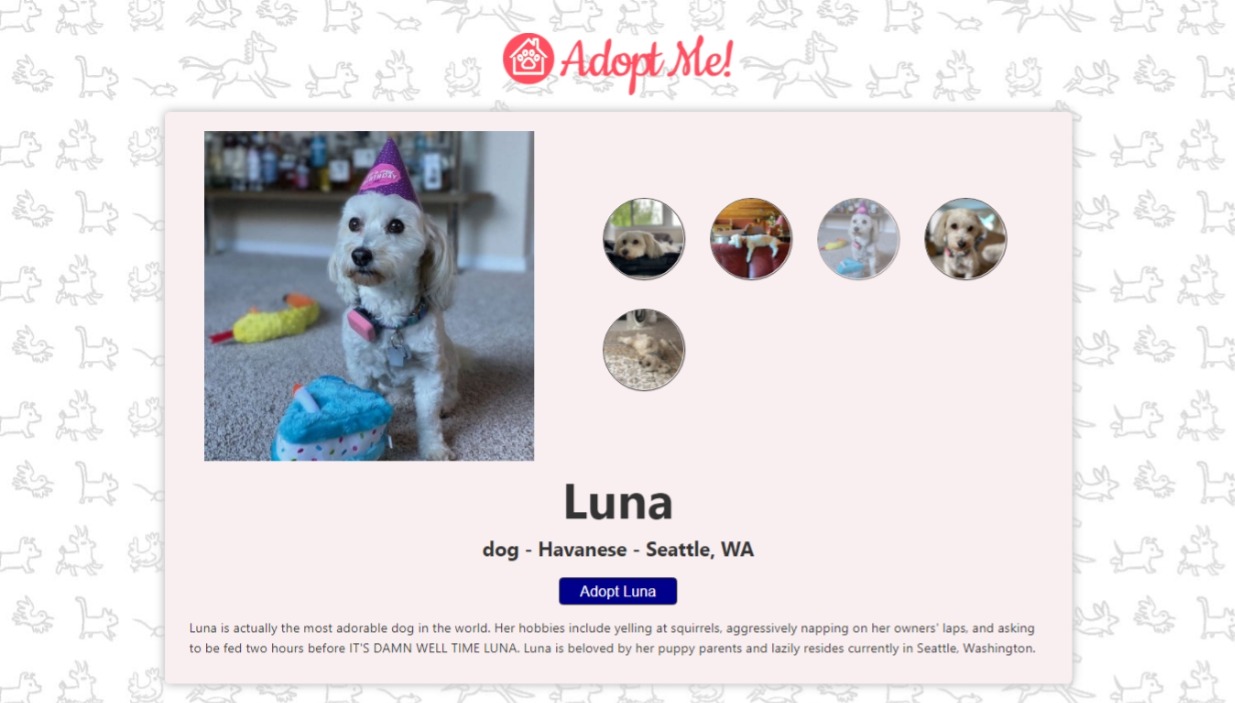 Adopt Me!
Luna
dog - Havanese - Seattle, WA
Adopt Luna
Luna is actually the most adorable dog in the world. Her hobbies include yelling at squirrels, aggressively napping on her owners' laps, and asking
to be fed two hours before IT'S DAMN WELL TIME LUNA. Luna is beloved by her puppy parents and lazily resides currently in Seattle, Washington.